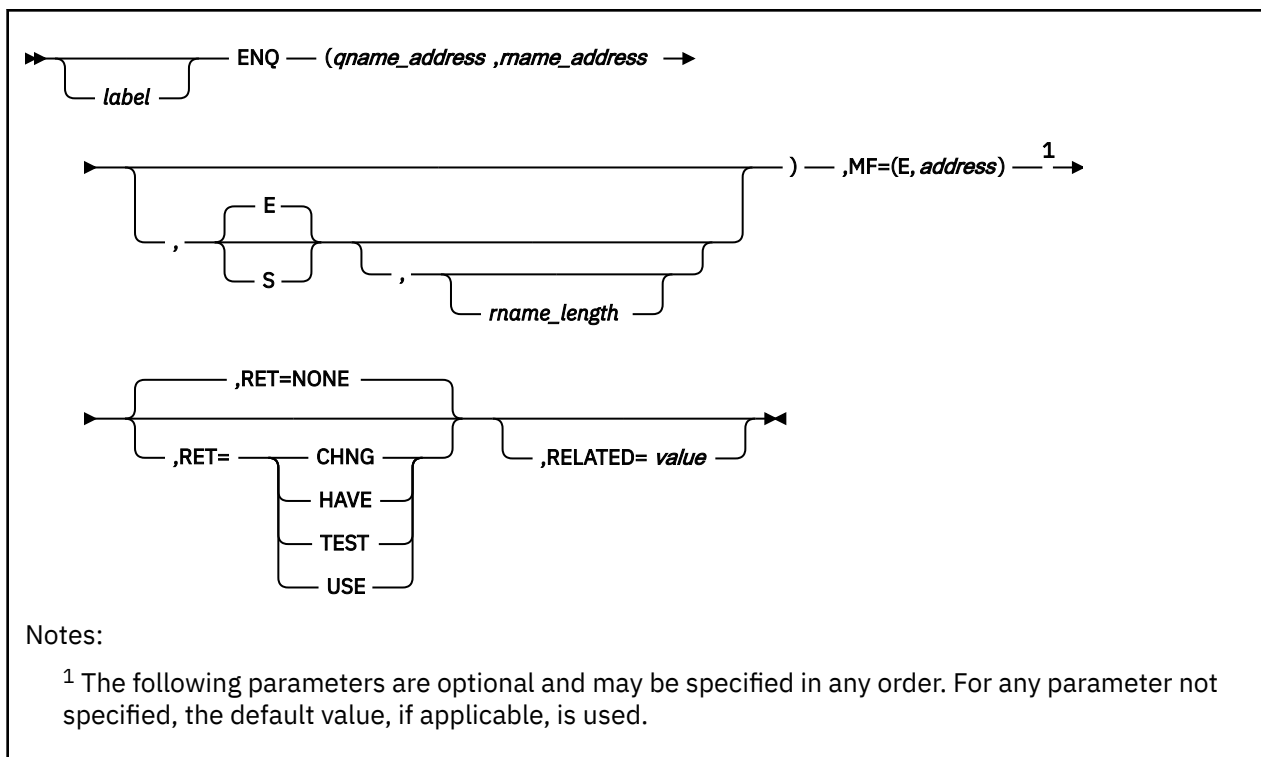 ENQ (qname_address ,rname_address
label
) ,MF=(E, address) 1
, E
S , rname_length
,RET=NONE
,RET= CHNG ,RELATED= value
HAVE
TEST
USE
Notes:
1 The following parameters are optional and may be specified in any order. For any parameter not
specified, the default value, if applicable, is used.